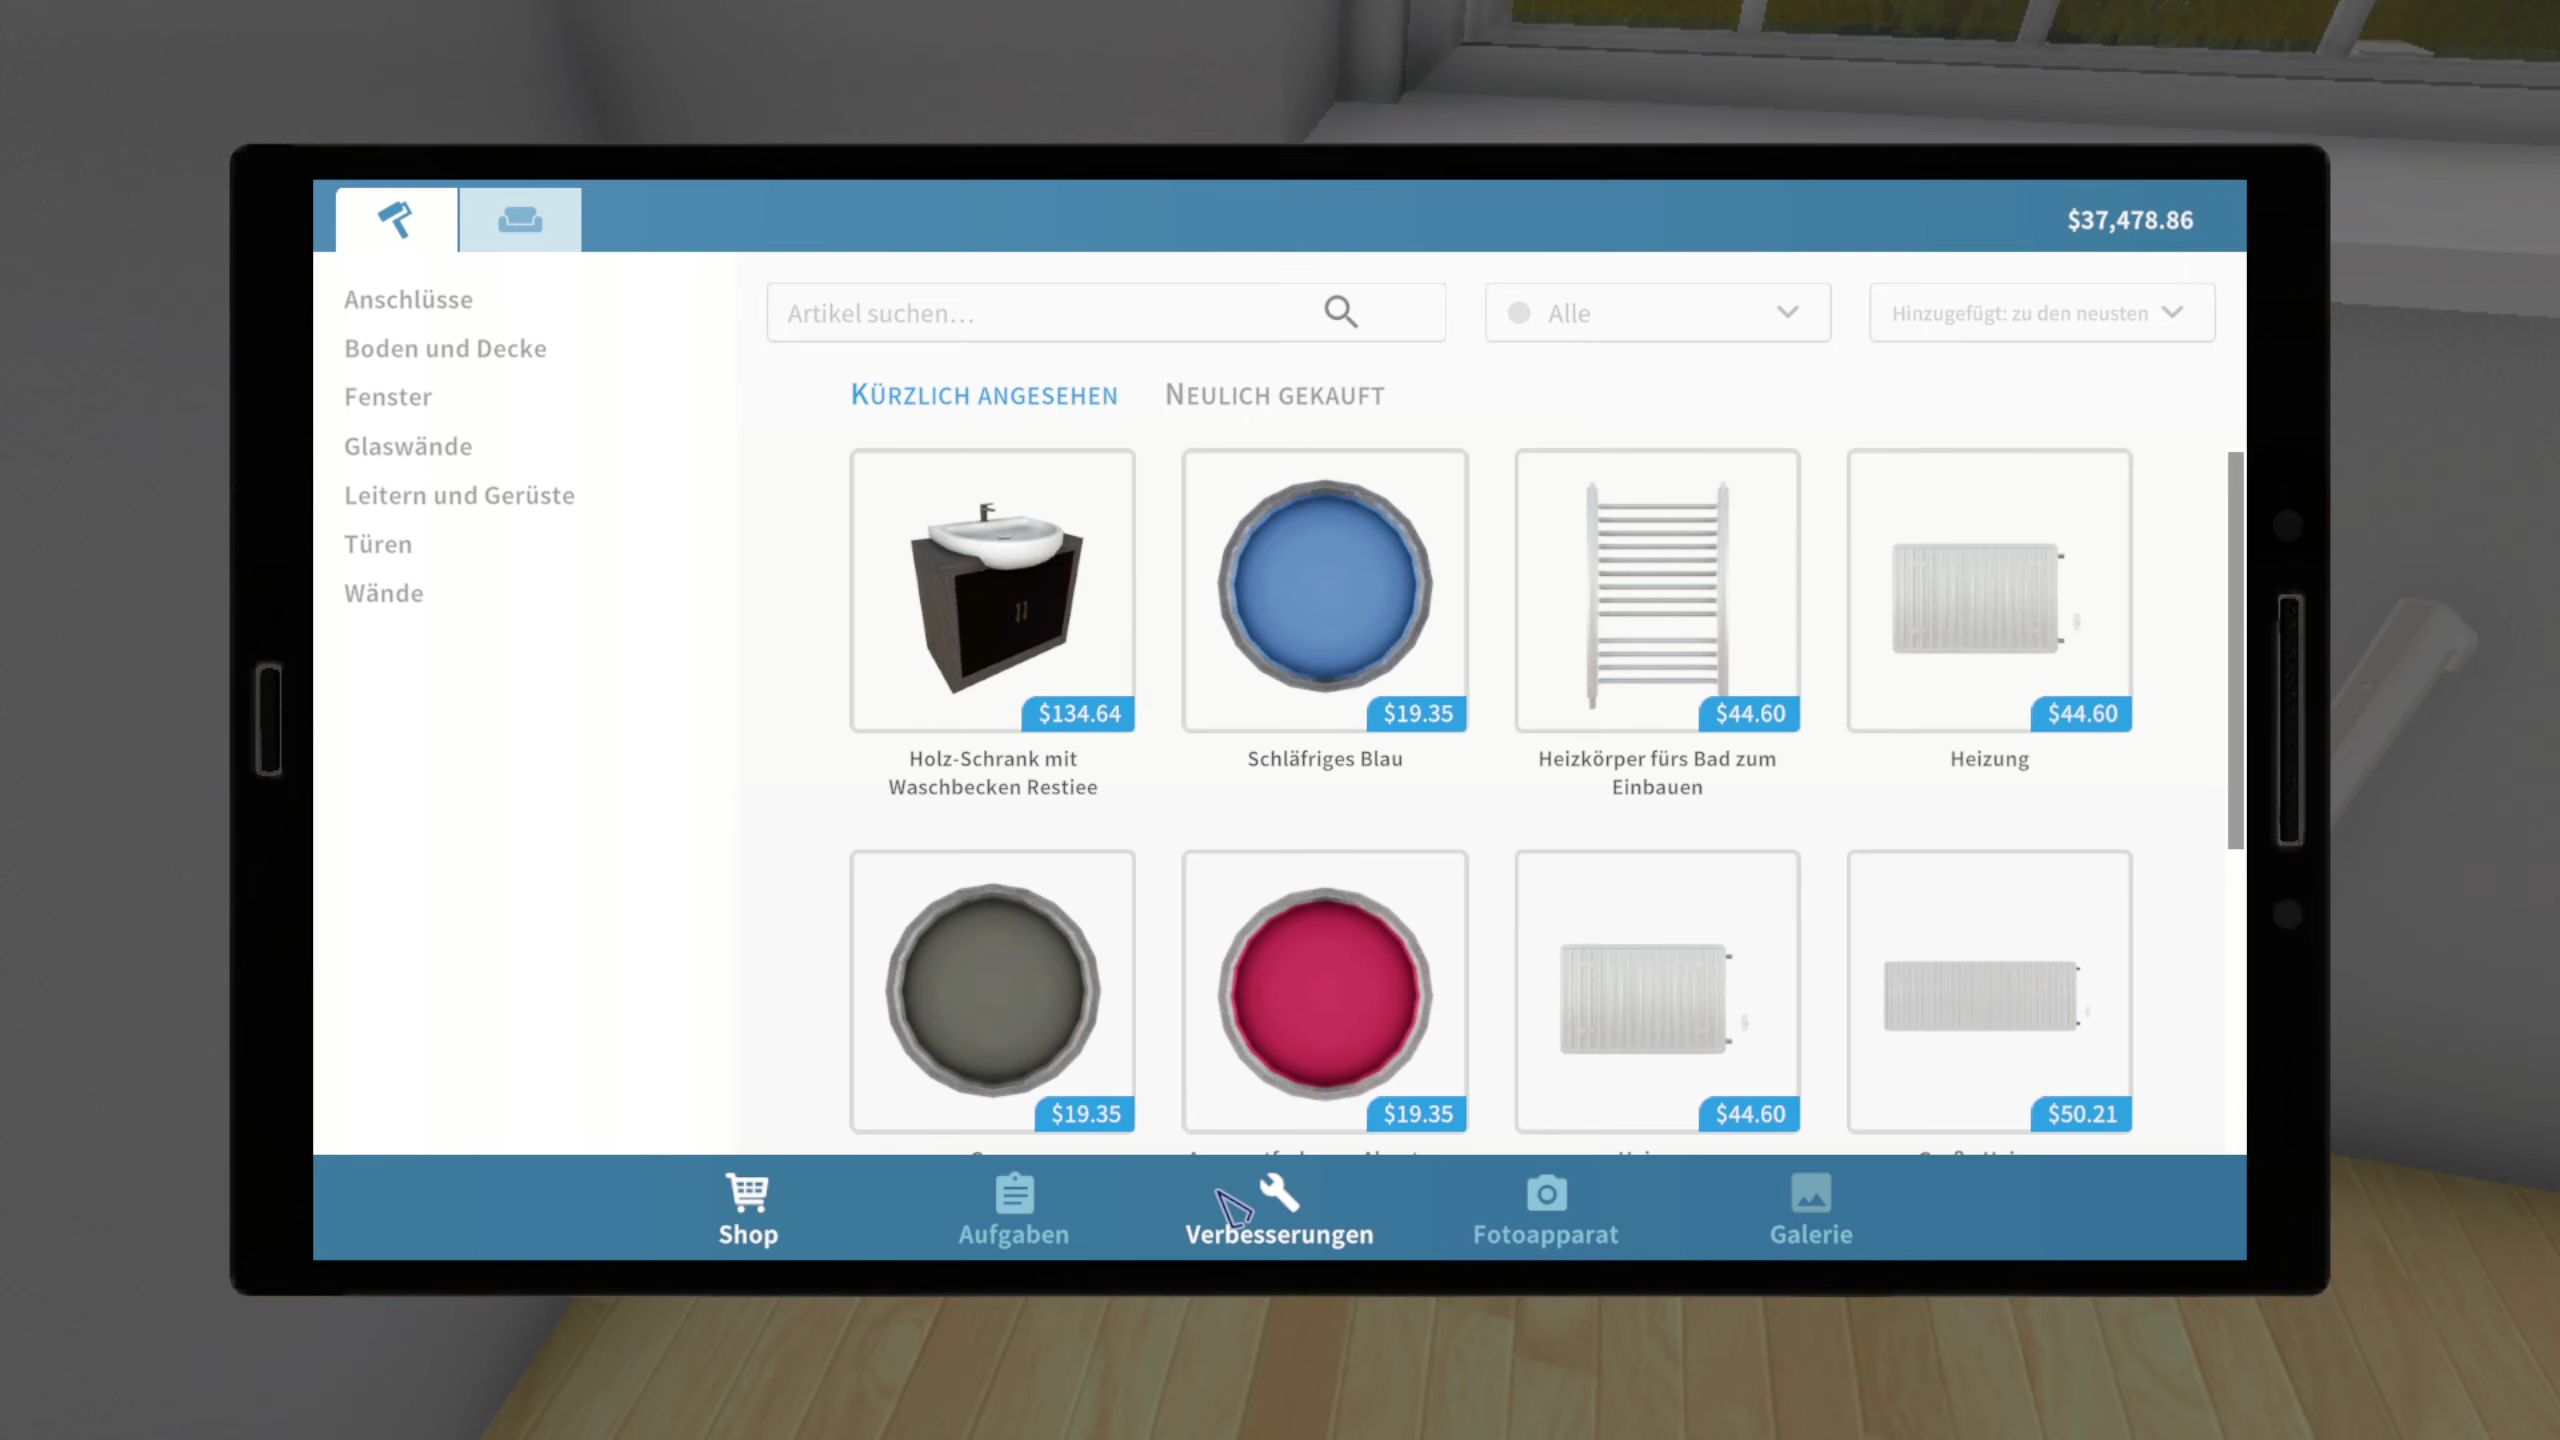 $37,478.86
Anschlüsse
Boden und Decke
Fenster
Glaswände
Leitern und Gerüste
Türen
Wände
Artikel suchen...
Alle
Hinzugefügt: zu den neusten
KÜRZLICH ANGESEHEN
NEULICH GEKAUFT
$134.64
$19.35
$44.60
$44.60
Holz-Schrank mit
Waschbecken Restiee
Schläfriges Blau
Heizkörper fürs Bad zum
Einbauen
Heizung
$19.35
$19.35
$44.60
$50.21
Shop
Aufgaben
Verbesserungen
Fotoapparat
Galerie